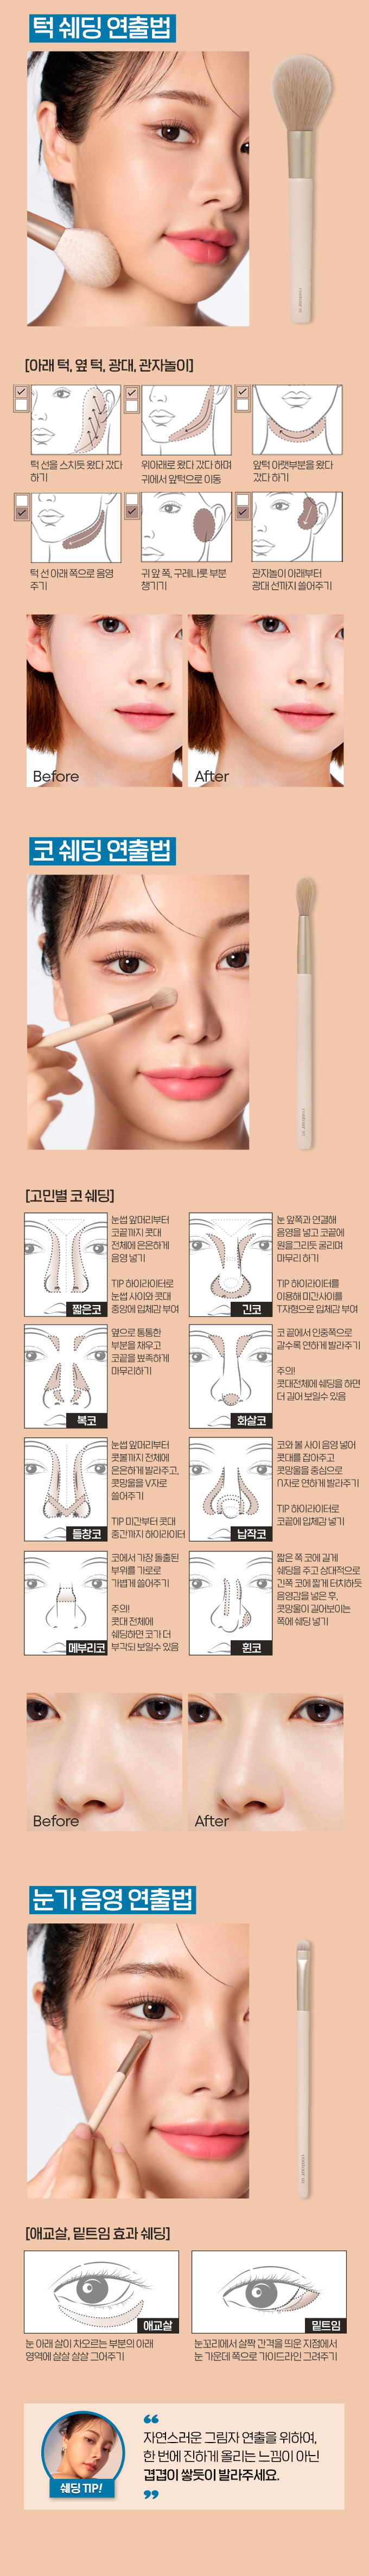 턱 쉐딩 연출법
[아래 턱, 옆 턱, 광대, 관자놀이]
턱 선을 스치듯 왔다 갔다
하기
위아래로 왔다 갔다 하며
귀에서 앞턱으로 이동
앞턱 아랫부분을 왔다
갔다 하기
턱 선 아래 쪽으로 음영
주기
귀 앞 쪽, 구레나룻 부분
챙기기
관자놀이 아래부터
광대 선까지 쓸어주기
Before
After
코 쉐딩 연출법
[고민별 코 쉐딩]
눈썹 앞머리부터
코끝까지 콧대
전체에 은은하게
음영 넣기
TIP 하이라이터로
눈썹 사이와 콧대
중앙에 입체감 부여
짧은코
눈 앞쪽과 연결해
음영을 넣고 코끝에
원을그리듯 굴리며
마무리 하기
TIP 하이라이터를
이용해 미간사이를
T자형으로 입체감 부여
긴코
옆으로 통통한
부분을 채우고
코끝을 뾰족하게
마무리하기
복코
코 끝에서 인중쪽으로
갈수록 연하게 발라주기
주의!
콧대전체에 쉐딩을 하면
더 길어 보일수 있음
화살코
눈썹 앞머리부터
콧볼까지 전체에
은은하게 발라주고,
콧망울을 V자로
쓸어주기
TIP 미간부터 콧대
중간까지 하이라이터
들창코
코와 볼 사이 음영 넣어
콧대를 잡아주고
콧망울을 중심으로
ㅅ자로 연하게 발라주기
TIP 하이라이터로
코끝에 입체감 넣기
납작코
코에서 가장 돌출된
부위를 가로로
가볍게 쓸어주기
주의!
콧대 전체에
쉐딩하면 코가 더
부각되 보일수 있음
메부리코
짧은 쪽 코에 길게
쉐딩을 주고 상대적으로
긴쪽 코에 짧게 터치하듯
음영감을 넣은 후,
콧망울이 길어보이는
쪽에 쉐딩 넣기
휜코
Before
After
눈가 음영 연출법
[애교살, 밑트임 효과 쉐딩]
애교살
밑트임
눈 아래 살이 차오르는 부분의 아래
영역에 살살 살살 그어주기
눈꼬리에서 살짝 간격을 띄운 지점에서
눈 가운데 쪽으로 가이드라인 그려주기
쉐딩 TIP!
“
자연스러운 그림자 연출을 위하여,
한 번에 진하게 올리는 느낌이 아닌
겹겹이 쌓듯이 발라주세요.
”